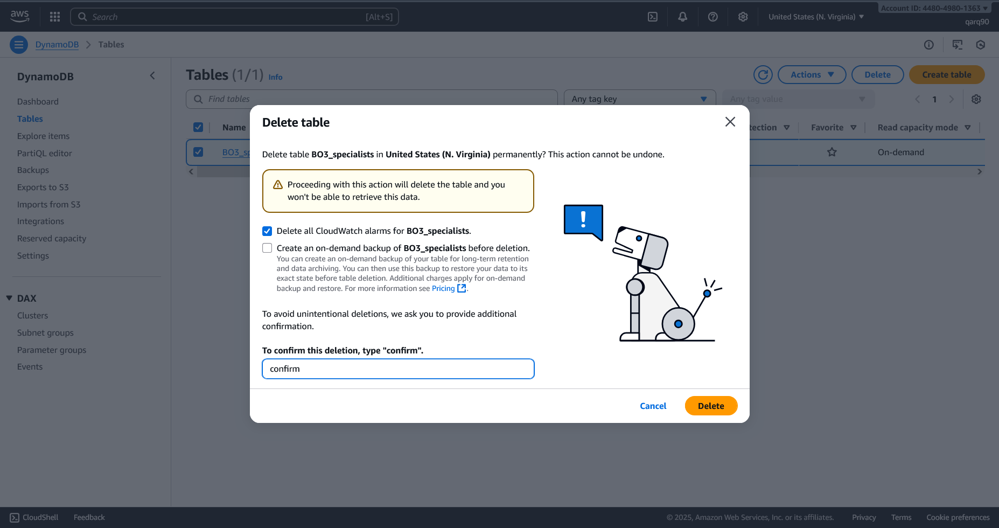 aws
Search [Alt+S]
United States (N. Virginia)
Account ID: 4480-4980-1363
qarq90
DynamoDB
Tables
DynamoDB
Dashboard
Tables
Explore items
PartiQL editor
Backups
Exports to S3
Imports from S3
Integrations
Reserved capacity
Settings
DAX
Clusters
Subnet groups
Parameter groups
Events
Tables (1/1) Info
Actions
Delete
Create table
Find tables
Any tag key
Any tag value
1
Name
Favorite
Read capacity mode
On-demand
Delete table
Delete table BO3_specialists in United States (N. Virginia) permanently? This action cannot be undone.
Proceeding with this action will delete the table and you
won't be able to retrieve this data.
Delete all CloudWatch alarms for BO3_specialists.
Create an on-demand backup of BO3_specialists before deletion.
You can create an on-demand backup of your table for long-term retention
and data archiving. You can then use this backup to restore your data to its
exact state before table deletion. Additional charges apply for on-demand
backup and restore. For more information see Pricing.
To avoid unintentional deletions, we ask you to provide additional
confirmation.
To confirm this deletion, type "confirm".
confirm
!
Cancel
Delete
CloudShell
Feedback
© 2025, Amazon Web Services, Inc. or its affiliates.
Privacy
Terms
Cookie preferences